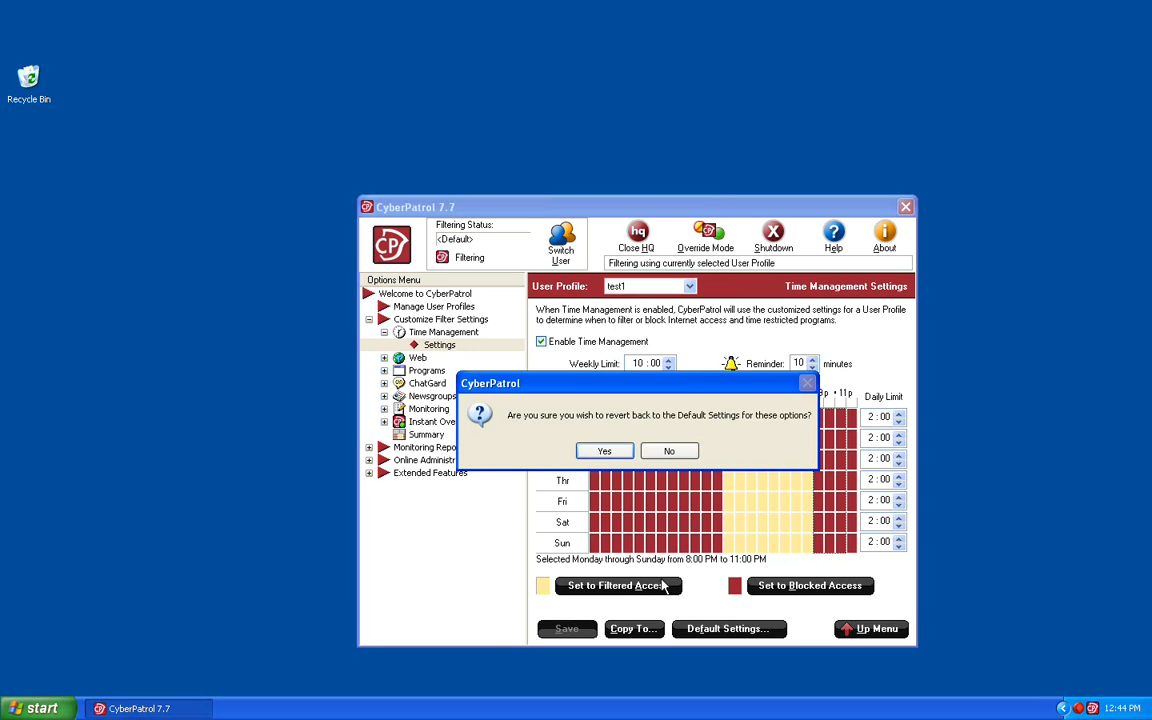 Recycle Bin
CyberPatrol 7.7
Filtering Status:
<Default>
Filtering
Switch
User
hq
Close HQ
Override Mode
Shutdown
Help
About
Filtering using currently selected User Profile
CP
Options Menu
Welcome to CyberPatrol
Manage User Profiles
Customize Filter Settings
Time Management
Settings
Web
Programs
ChatGard
Newsgroups
Monitoring
Instant Ove
Summary
Monitoring Repo
Online Administr
Extended Features
User Profile: test1 Time Management Settings
When Time Management is enabled, CyberPatrol will use the customized settings for a User Profile
to determine when to filter or block Internet access and time restricted programs.
Enable Time Management
Weekly Limit: 10 : 00 Reminder: 10 minutes
• 11p Daily Limit
2 : 00
2 : 00
2 : 00
Thr 2 : 00
Fri 2 : 00
Sat 2 : 00
Sun 2 : 00
Selected Monday through Sunday from 8:00 PM to 11:00 PM
Set to Filtered Access Set to Blocked Access
Save Copy To... Default Settings... Up Menu
CyberPatrol
Are you sure you wish to revert back to the Default Settings for these options?
Yes No
start CyberPatrol 7.7 12:44 PM